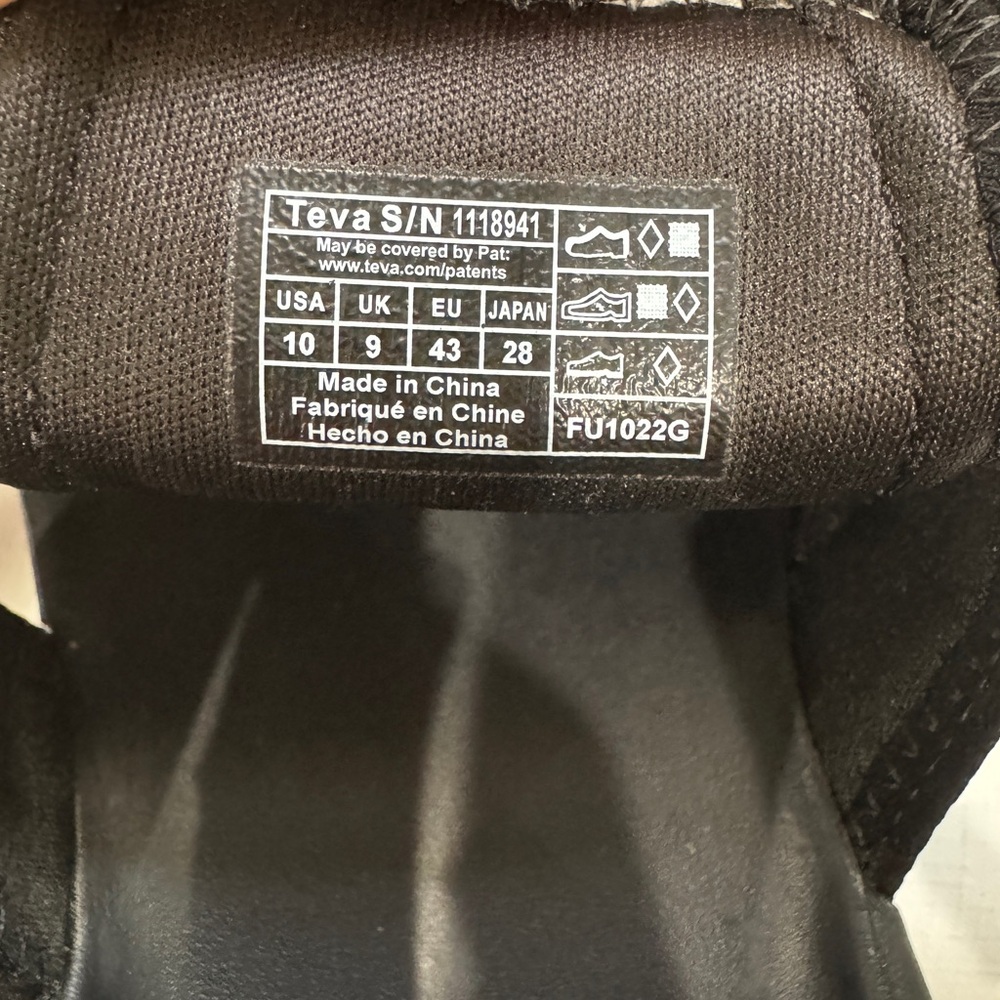 Teva S/N 1118941
May be covered by Pat:
www.teva.com/patents
USA UK EU JAPAN
10 9 43 28
Made in China
Fabriqué en Chine
Hecho en China
FU1022G